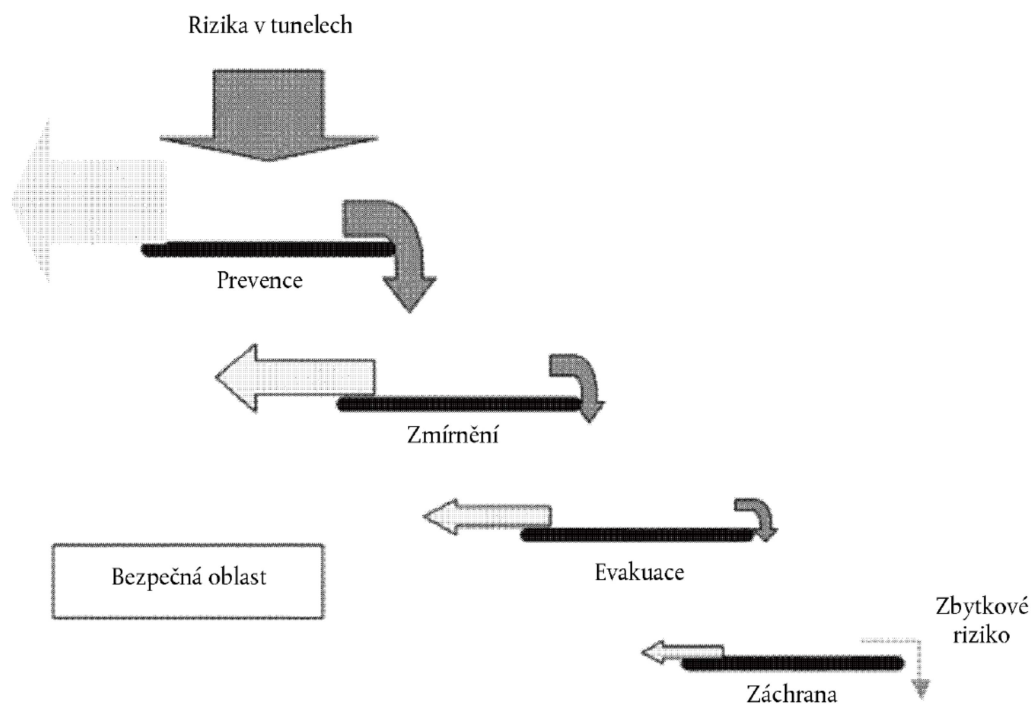 Rizika v tunelech
Prevence
Zmírnění
Evakuace
Bezpečná oblast
Zbytkové
riziko
Záchrana